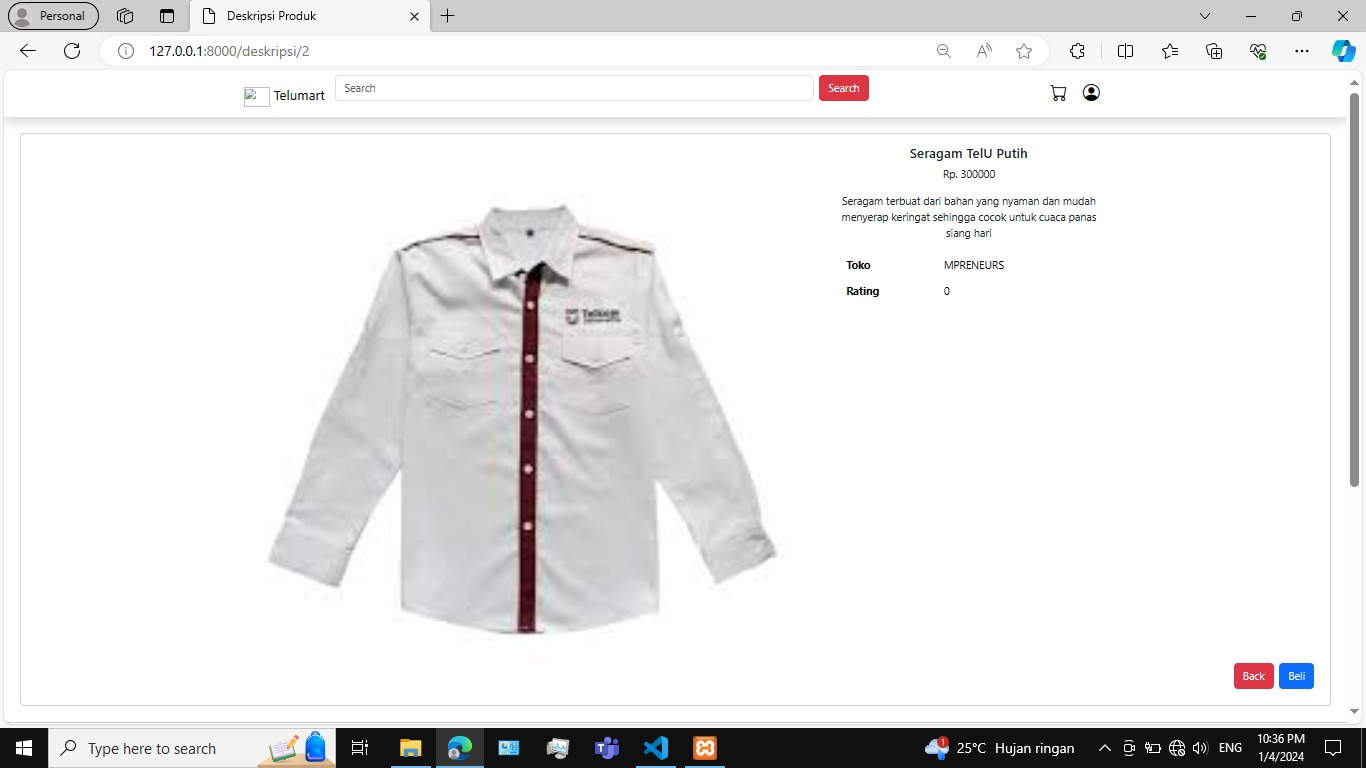 Personal
Deskripsi Produk
127.0.0.1:8000/deskripsi/2
Telumart
Search
Search
Seragam TelU Putih
Rp. 300000
Seragam terbuat dari bahan yang nyaman dan mudah
menyerap keringat sehingga cocok untuk cuaca panas
siang hari
Toko MPRENEURS
Rating 0
Back Beli
Type here to search
1
25°C Hujan ringan
ENG
10:36 PM
1/4/2024